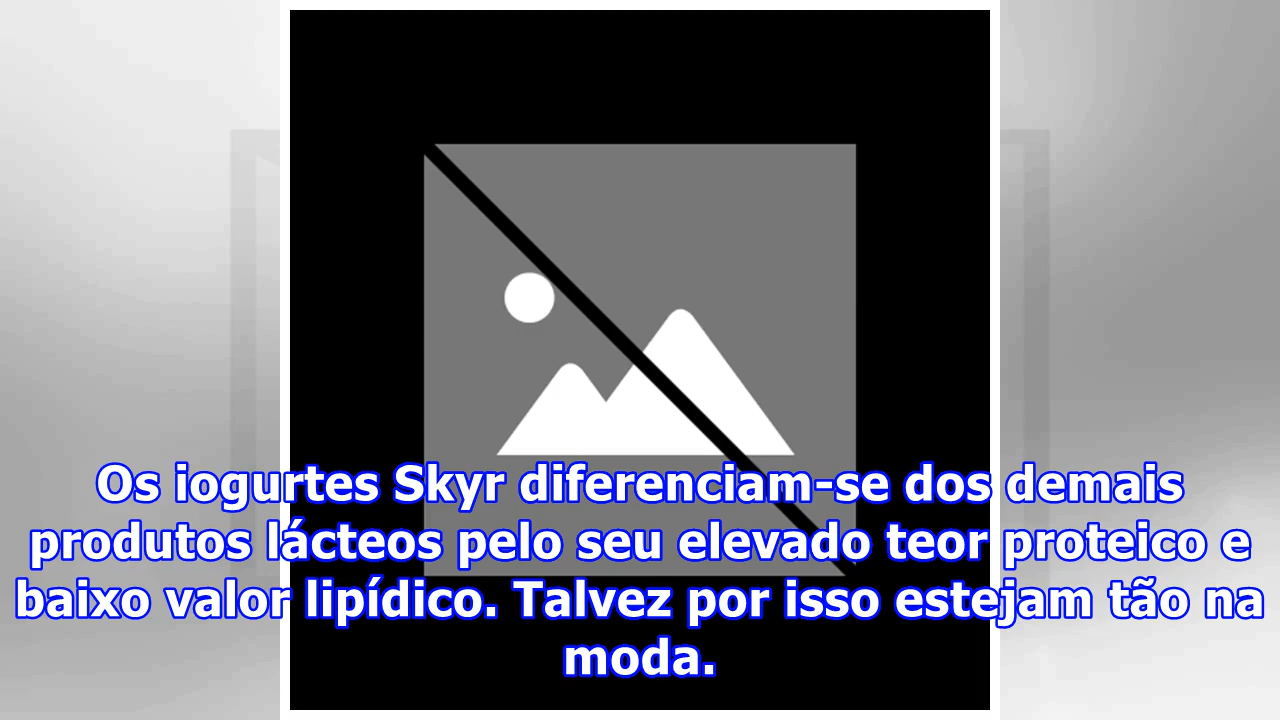 Os iogurtes Skyr diferenciam-se dos demais
produtos lácteos pelo seu elevado teor proteico e
baixo valor lipídico. Talvez por isso estejam tão na
moda.